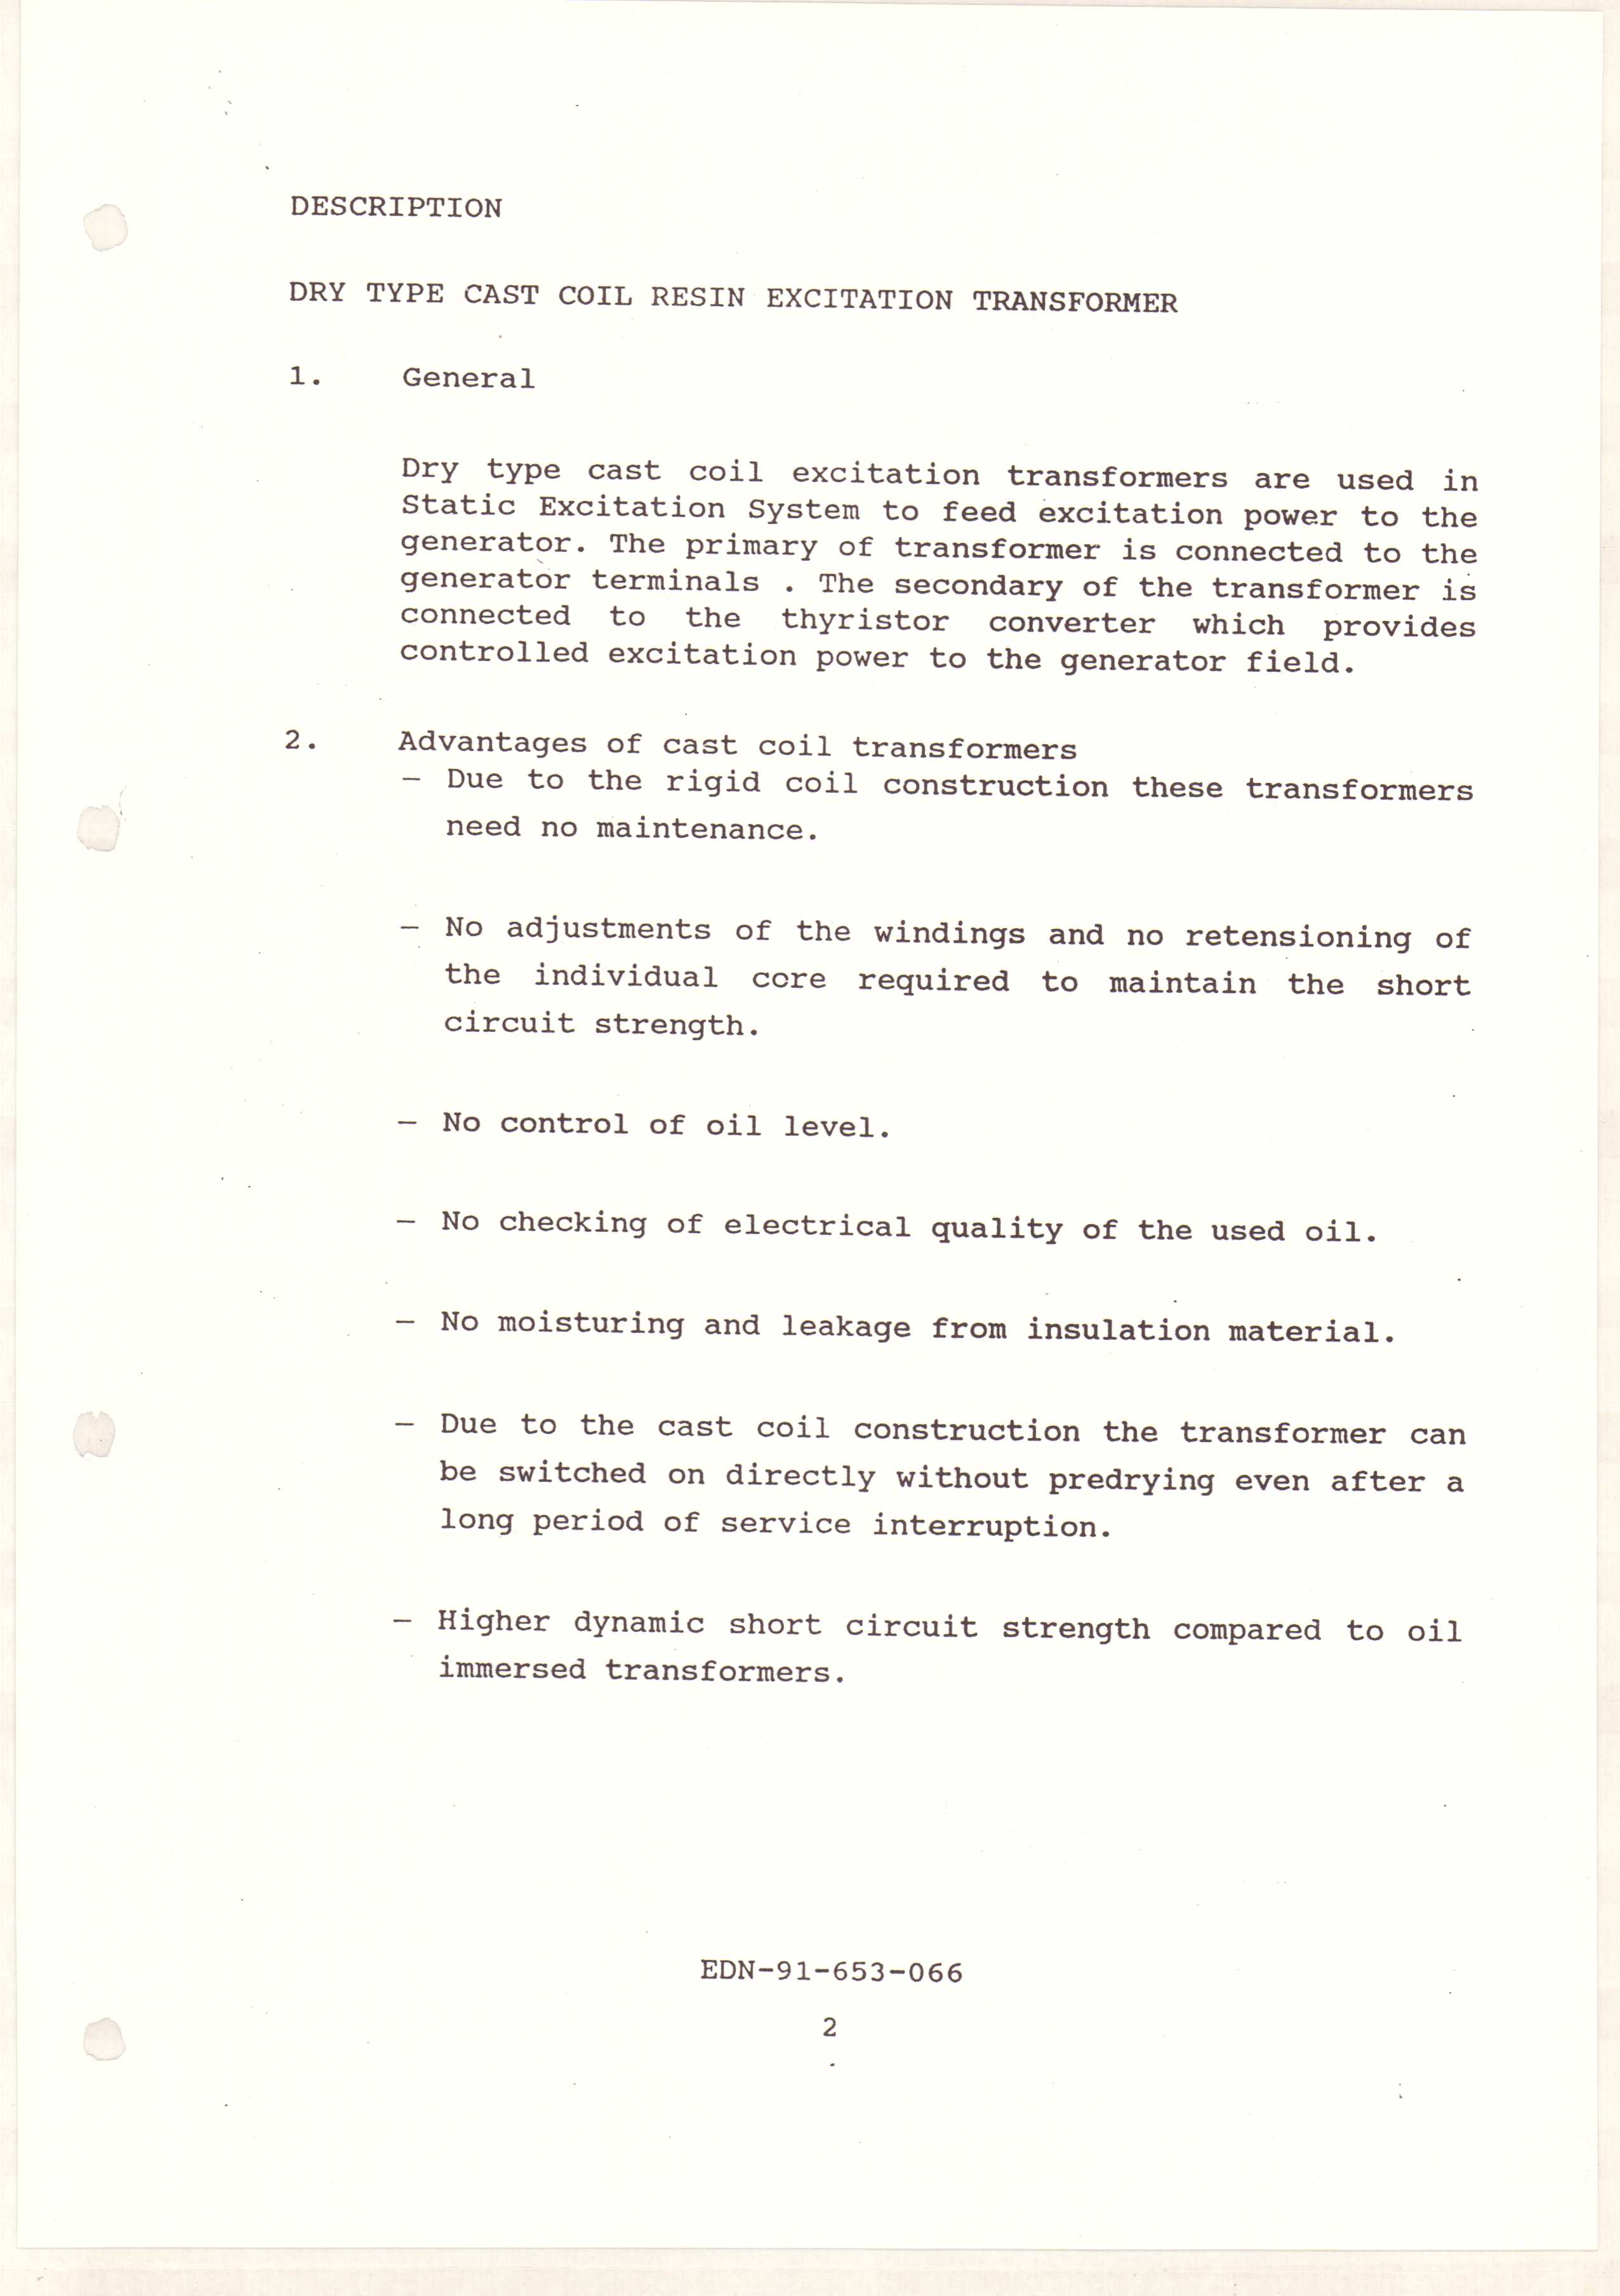 DESCRIPTION
DRY TYPE CAST COIL RESIN EXCITATION TRANSFORMER
1. General
Dry type cast coil excitation transformers are used in
Static Excitation System to feed excitation power to the
generator. The primary of transformer is connected to the
generator terminals . The secondary of the transformer is
connected to the thyristor converter which provides
controlled excitation power to the generator field.
2. Advantages of cast coil transformers
— Due to the rigid coil construction these transformers
need no maintenance.
— No adjustments of the windings and no retensioning of
the individual core required to maintain the short
circuit strength.
— No control of oil level.
— No checking of electrical quality of the used oil.
— No moisturing and leakage from insulation material.
— Due to the cast coil construction the transformer can
be switched on directly without predrying even after a
long period of service interruption.
— Higher dynamic short circuit strength compared to oil
immersed transformers.
EDN-91-653-066
2